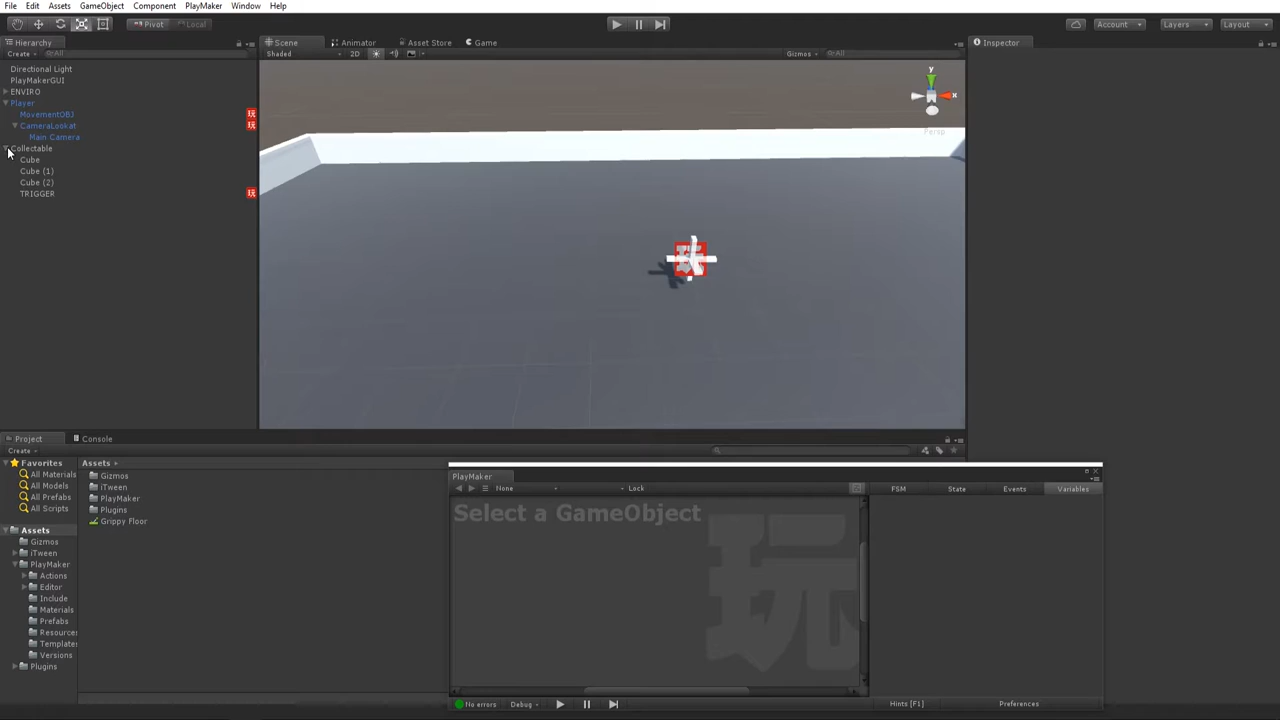 File Edit Assets GameObject Component PlayMaker Window Help
Pivot Local Account Layers Layout
Hierarchy Scene Animator Asset Store Game Inspector
Create All Shaded 2D Gizmos All
Directional Light
PlayMakerGUI
ENVIRO
Player
MovementOBJ
CameraLookat
Main Camera
Collectable
Cube
Cube (1)
Cube (2)
TRIGGER
y
x
Persp
玩
Project Console
Create
Favorites
All Materials
All Models
All Prefabs
All Scripts
Assets
Gizmos
iTween
PlayMaker
Actions
Editor
Include
Materials
Prefabs
Resources
Templates
Versions
Plugins
Assets
Gizmos
iTween
PlayMaker
Plugins
Grippy Floor
PlayMaker
None Lock FSM State Events Variables
Select a GameObject
玩
No errors Debug Hints [F1] Preferences